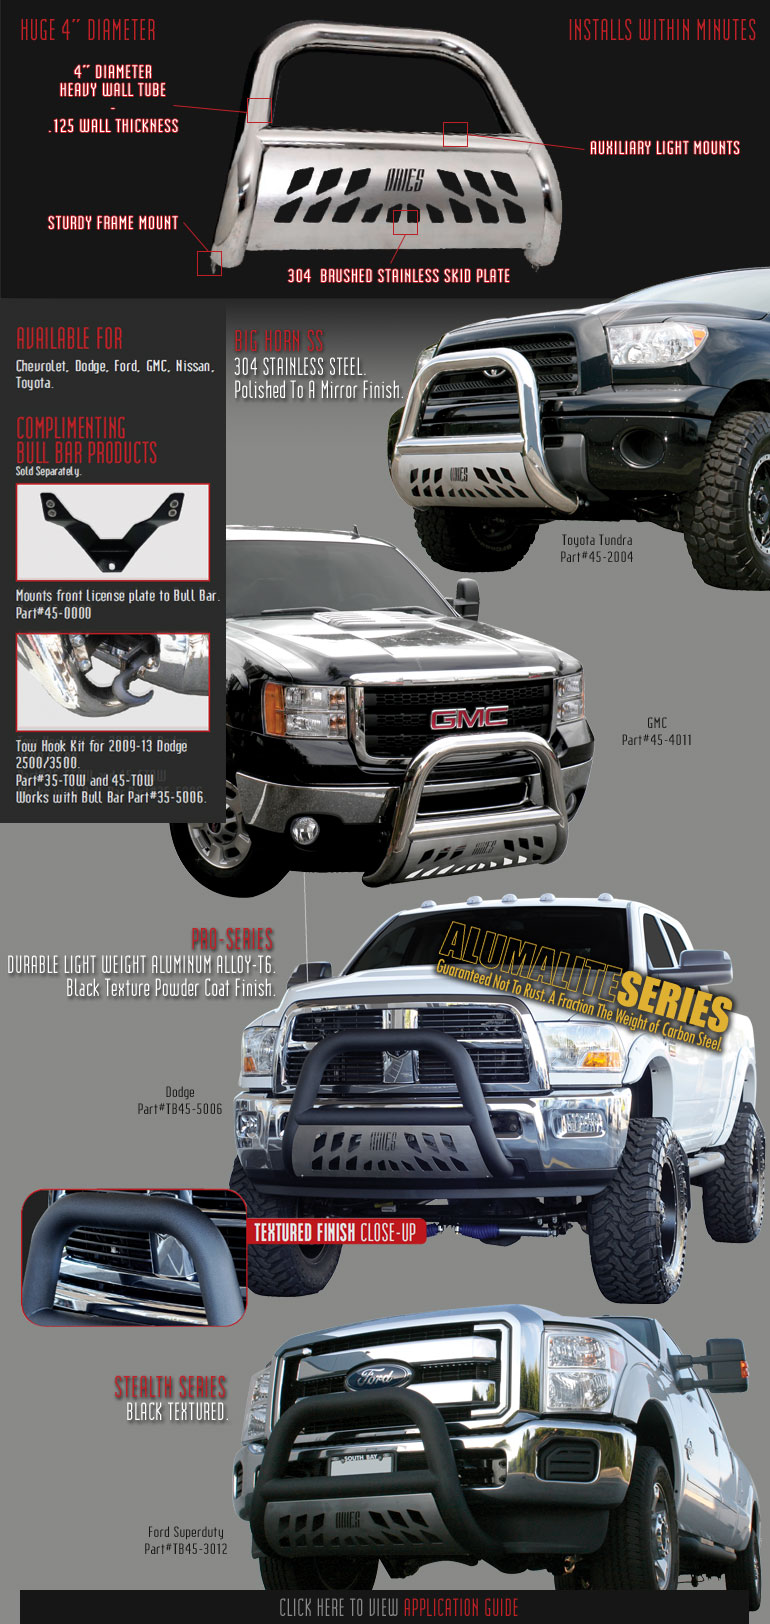 HUGE 4" DIAMETER
INSTALLS WITHIN MINUTES
4" DIAMETER
HEAVY WALL TUBE
-
.125 WALL THICKNESS
AUXILIARY LIGHT MOUNTS
STURDY FRAME MOUNT
304 BRUSHED STAINLESS SKID PLATE
ARIES
AVAILABLE FOR
Chevrolet, Dodge, Ford, GMC, Nissan,
Toyota.
COMPLIMENTING
BULL BAR PRODUCTS
Sold Separately.
Mounts front license plate to Bull Bar.
Part#45-0000
Tow Hook Kit for 2009-13 Dodge
2500/3500.
Part#35-TOW and 45-TOW
Works with Bull Bar Part#35-5006.
BIG HORN SS
304 STAINLESS STEEL.
Polished To A Mirror Finish.
ARIES
Toyota Tundra
Part#45-2004
GMC
ARIES
GMC
Part#45-4011
PRO-SERIES
DURABLE LIGHT WEIGHT ALUMINUM ALLOY-T6.
Black Texture Powder Coat Finish.
ALUMALITE SERIES
Guaranteed Not To Rust. A Fraction The Weight of Carbon Steel.
Dodge
Part#TB45-5006
ARIES
TEXTURED FINISH CLOSE-UP
STEALTH SERIES
BLACK TEXTURED.
Ford
SOUTH BAY
ARIES
Ford Superduty
Part#TB45-3012
CLICK HERE TO VIEW APPLICATION GUIDE